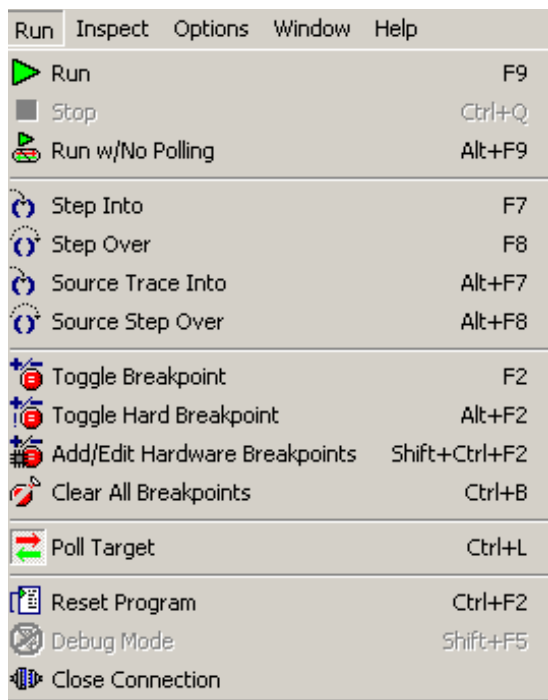 Run Inspect Options Window Help
Run F9
Stop Ctrl+Q
Run w/No Polling Alt+F9
Step Into F7
Step Over F8
Source Trace Into Alt+F7
Source Step Over Alt+F8
Toggle Breakpoint F2
Toggle Hard Breakpoint Alt+F2
Add/Edit Hardware Breakpoints Shift+Ctrl+F2
Clear All Breakpoints Ctrl+B
Poll Target Ctrl+L
Reset Program Ctrl+F2
Debug Mode Shift+F5
Close Connection